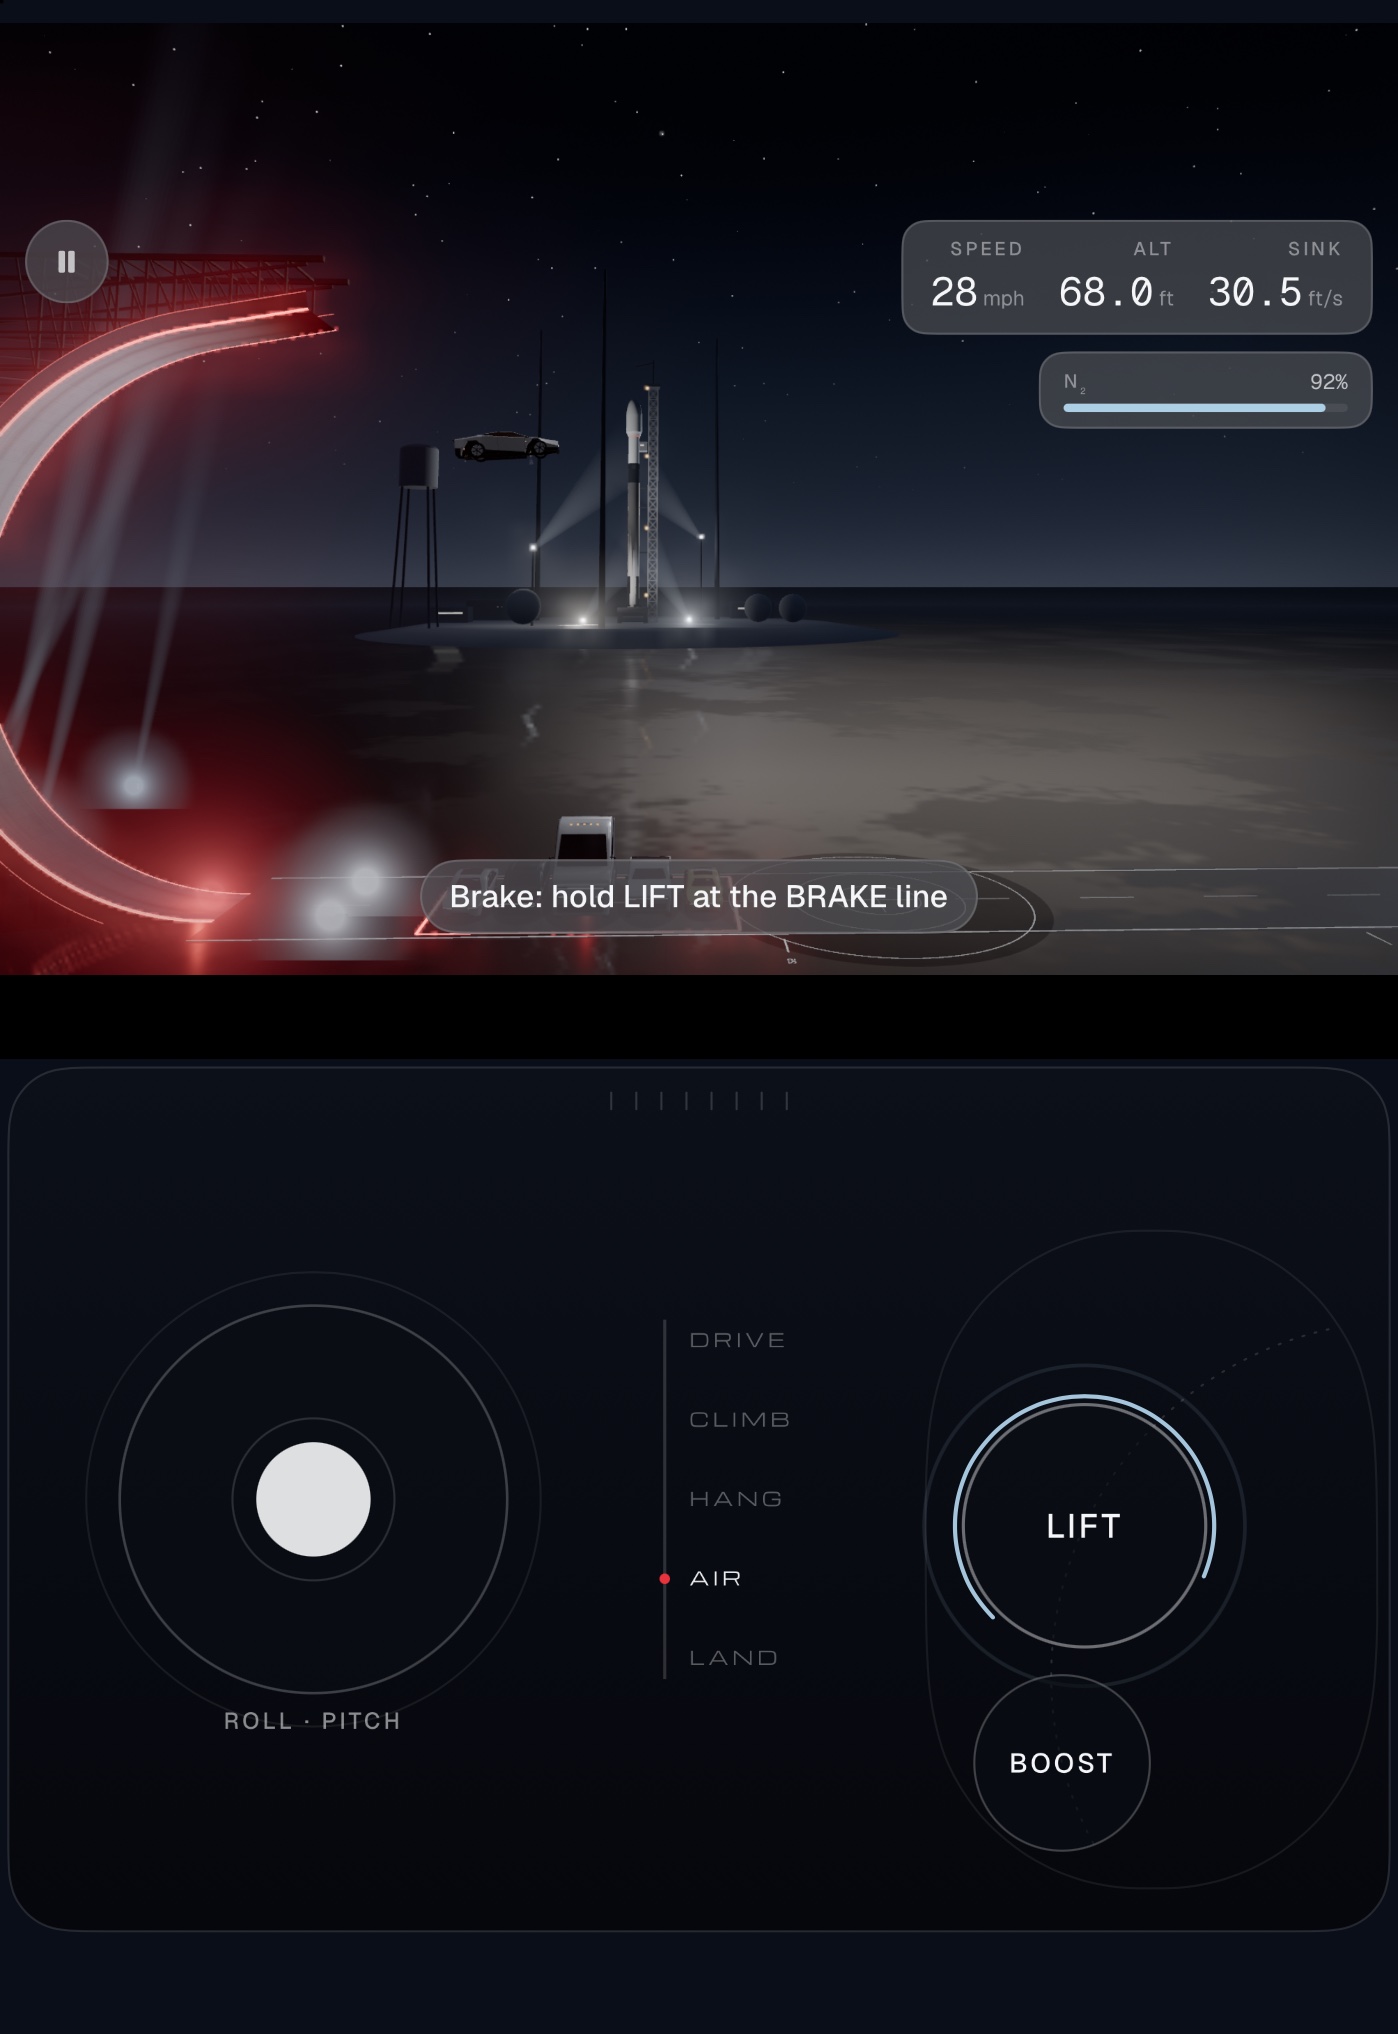 SPEED ALT SINK
28 mph 68.0 ft 30.5 ft/s
N₂ 92%
Brake: hold LIFT at the BRAKE line
DRIVE
CLIMB
HANG
LIFT
AIR
LAND
ROLL · PITCH
BOOST